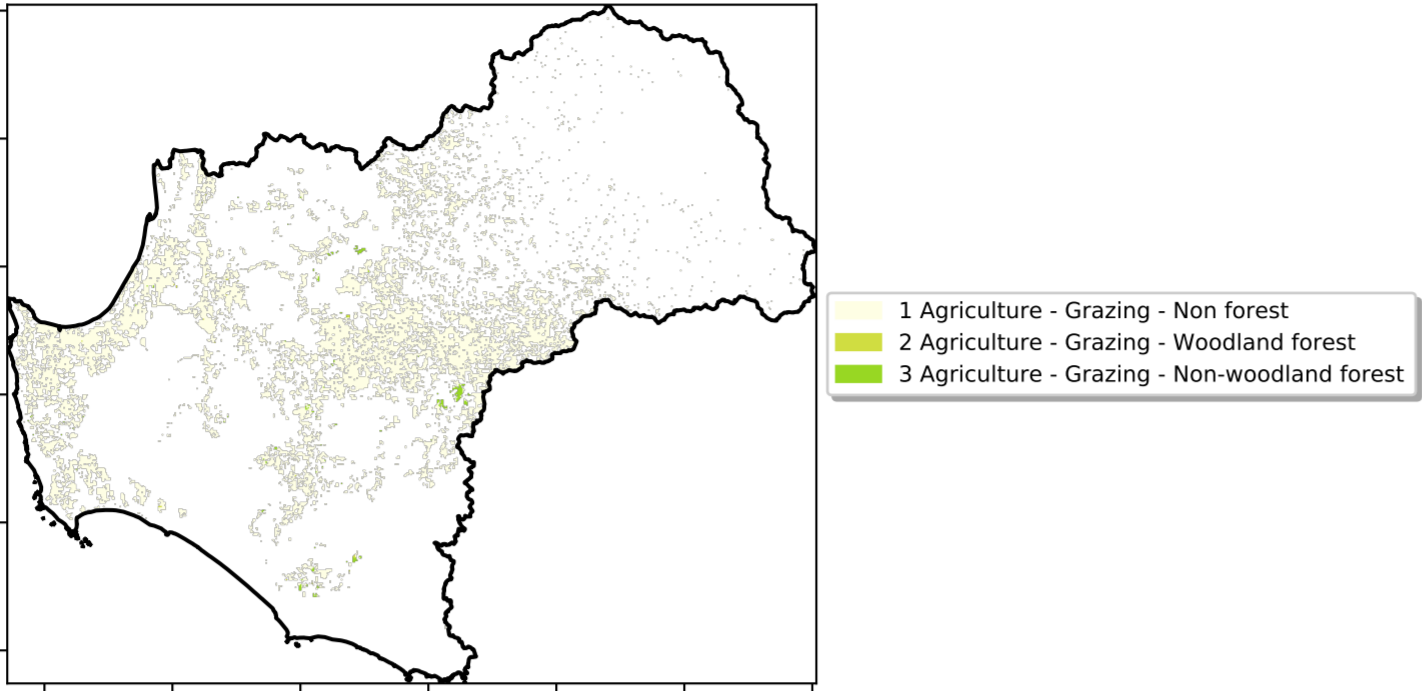 1 Agriculture - Grazing - Non forest
2 Agriculture - Grazing - Woodland forest
3 Agriculture - Grazing - Non-woodland forest